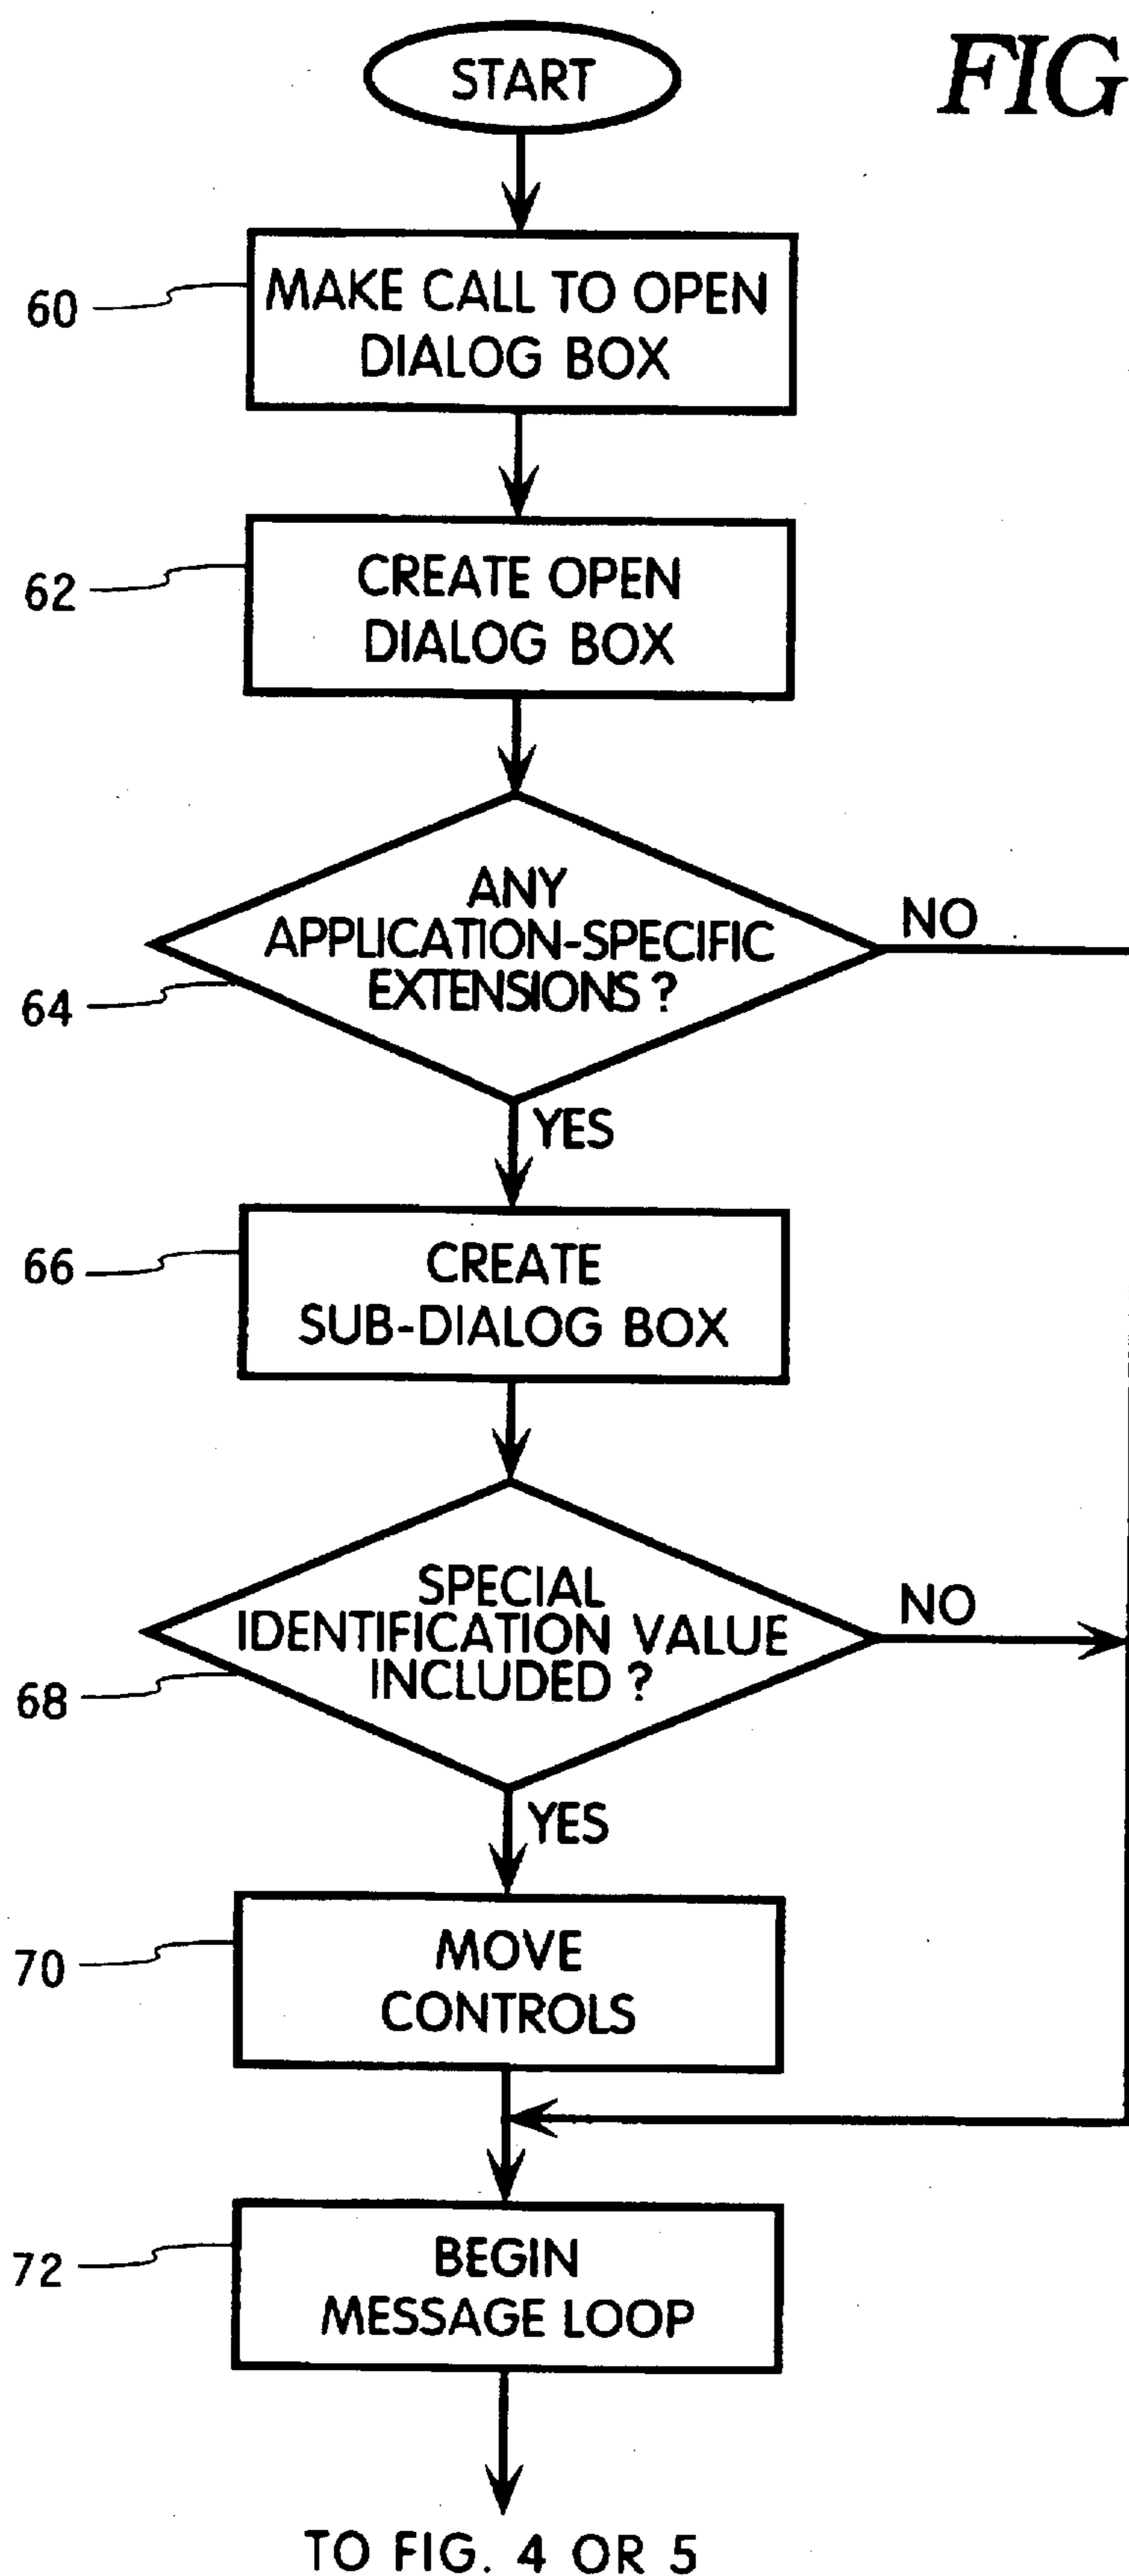 START
FIG
60
MAKE CALL TO OPEN
DIALOG BOX
62
CREATE OPEN
DIALOG BOX
ANY
APPLICATION-SPECIFIC
EXTENSIONS ?
NO
64
YES
66
CREATE
SUB-DIALOG BOX
SPECIAL
IDENTIFICATION VALUE
INCLUDED ?
NO
68
YES
70
MOVE
CONTROLS
72
BEGIN
MESSAGE LOOP
TO FIG. 4 OR 5